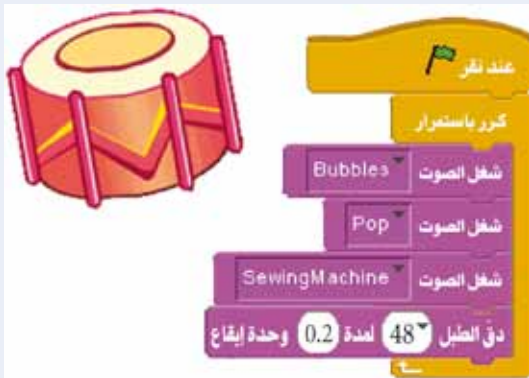 عند نقر
كرر باستمرار
شغل الصوت Bubbles
شغل الصوت Pop
شغل الصوت SewingMachine
دقّ الطبل 48 لمدة 0.2 وحدة إيقاع